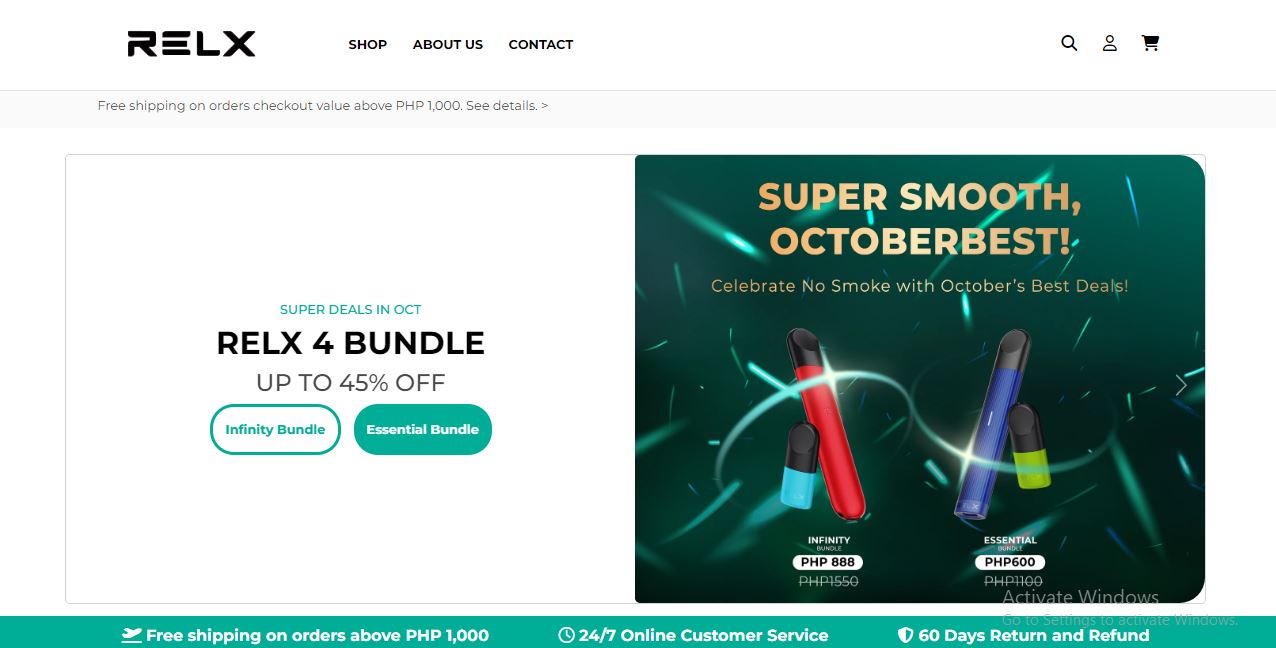 RELX
SHOP ABOUT US CONTACT
Free shipping on orders checkout value above PHP 1,000. See details. >
SUPER DEALS IN OCT
RELX 4 BUNDLE
UP TO 45% OFF
Infinity Bundle Essential Bundle
SUPER SMOOTH,
OCTOBERBEST!
Celebrate No Smoke with October's Best Deals!
RELX
RELX
INFINITY
BUNDLE
PHP 888
PHP1550
ESSENTIAL
BUNDLE
PHP600
PHP1100
Activate Windows
Go to Settings to activate Windows.
Free shipping on orders above PHP 1,000 24/7 Online Customer Service 60 Days Return and Refund